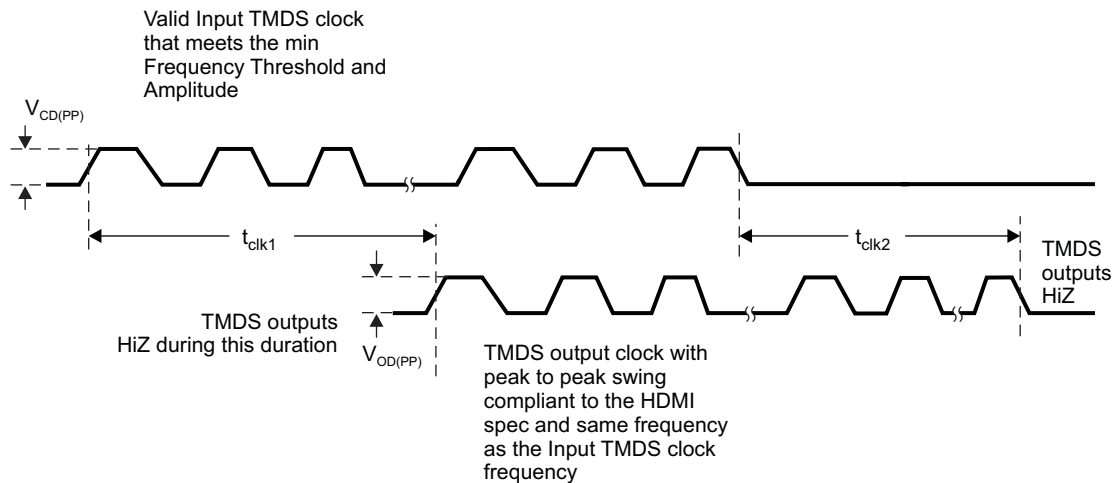 Valid Input TMDS clock
that meets the min
Frequency Threshold and
Amplitude
VCD(PP)
tclk1
tclk2
TMDS
outputs
HiZ
TMDS outputs
HiZ during this duration
VOD(PP)
TMDS output clock with
peak to peak swing
compliant to the HDMI
spec and same frequency
as the Input TMDS clock
frequency